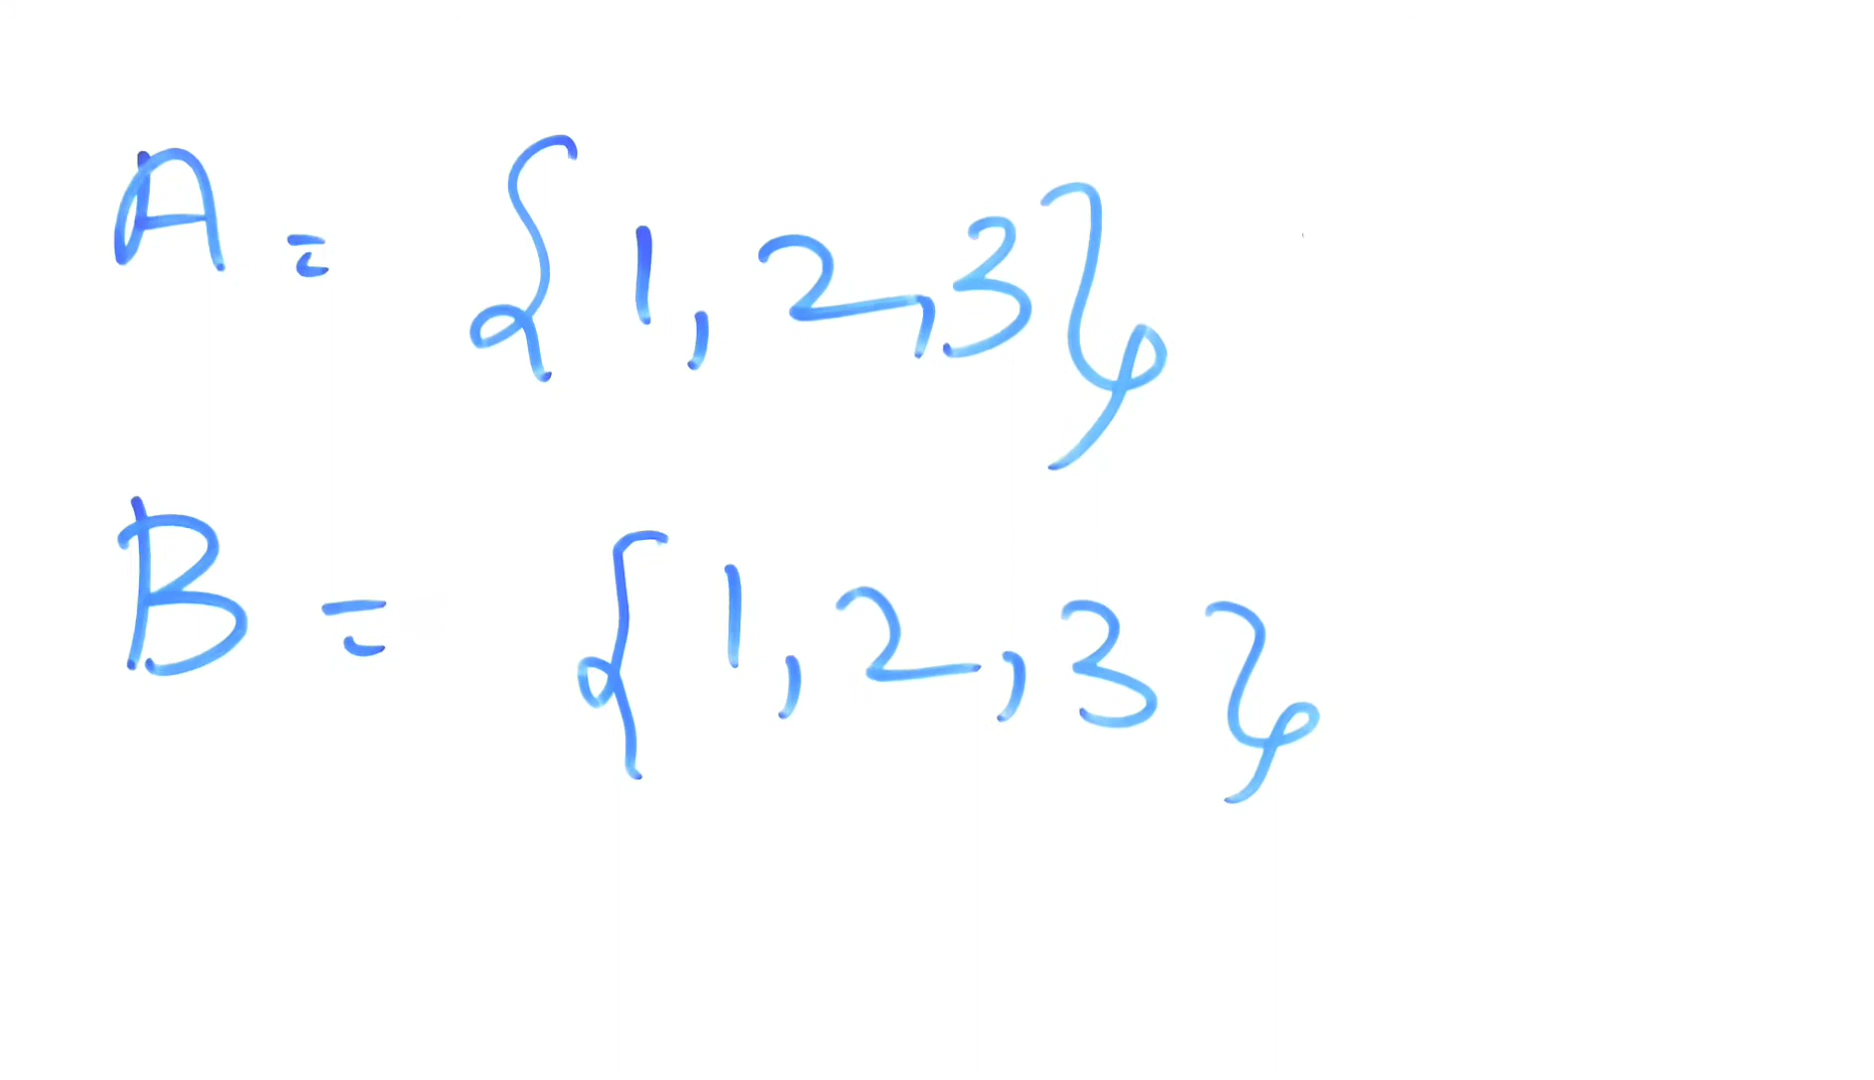 A = {1, 2, 3}
B = {1, 2, 3}